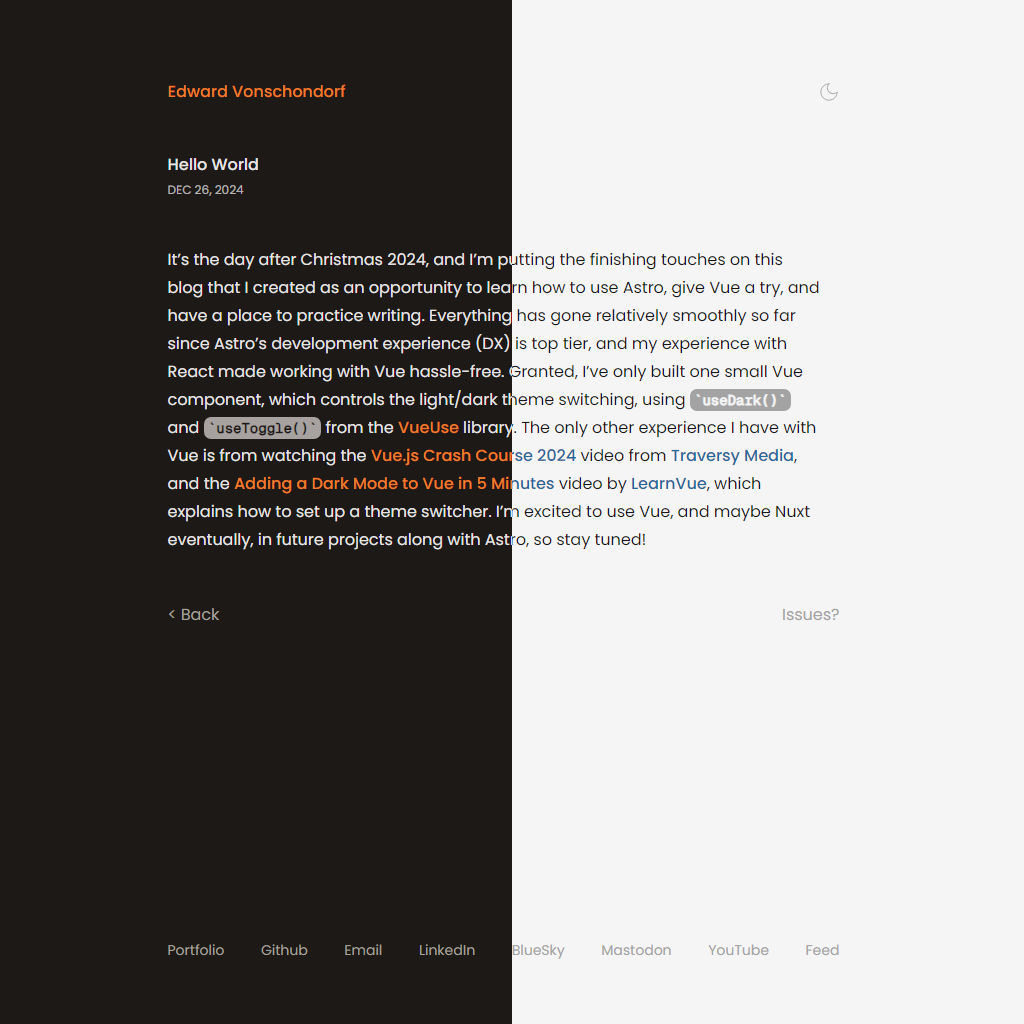 Edward Vonschondorf
Hello World
DEC 26, 2024
It’s the day after Christmas 2024, and I’m putting the finishing touches on this
blog that I created as an opportunity to learn how to use Astro, give Vue a try, and
have a place to practice writing. Everything has gone relatively smoothly so far
since Astro’s development experience (DX) is top tier, and my experience with
React made working with Vue hassle-free. Granted, I’ve only built one small Vue
component, which controls the light/dark theme switching, using `useDark()`
and `useToggle()` from the VueUse library. The only other experience I have with
Vue is from watching the Vue.js Crash Course 2024 video from Traversy Media,
and the Adding a Dark Mode to Vue in 5 Minutes video by LearnVue, which
explains how to set up a theme switcher. I’m excited to use Vue, and maybe Nuxt
eventually, in future projects along with Astro, so stay tuned!
< Back Issues?
Portfolio Github Email LinkedIn BlueSky Mastodon YouTube Feed